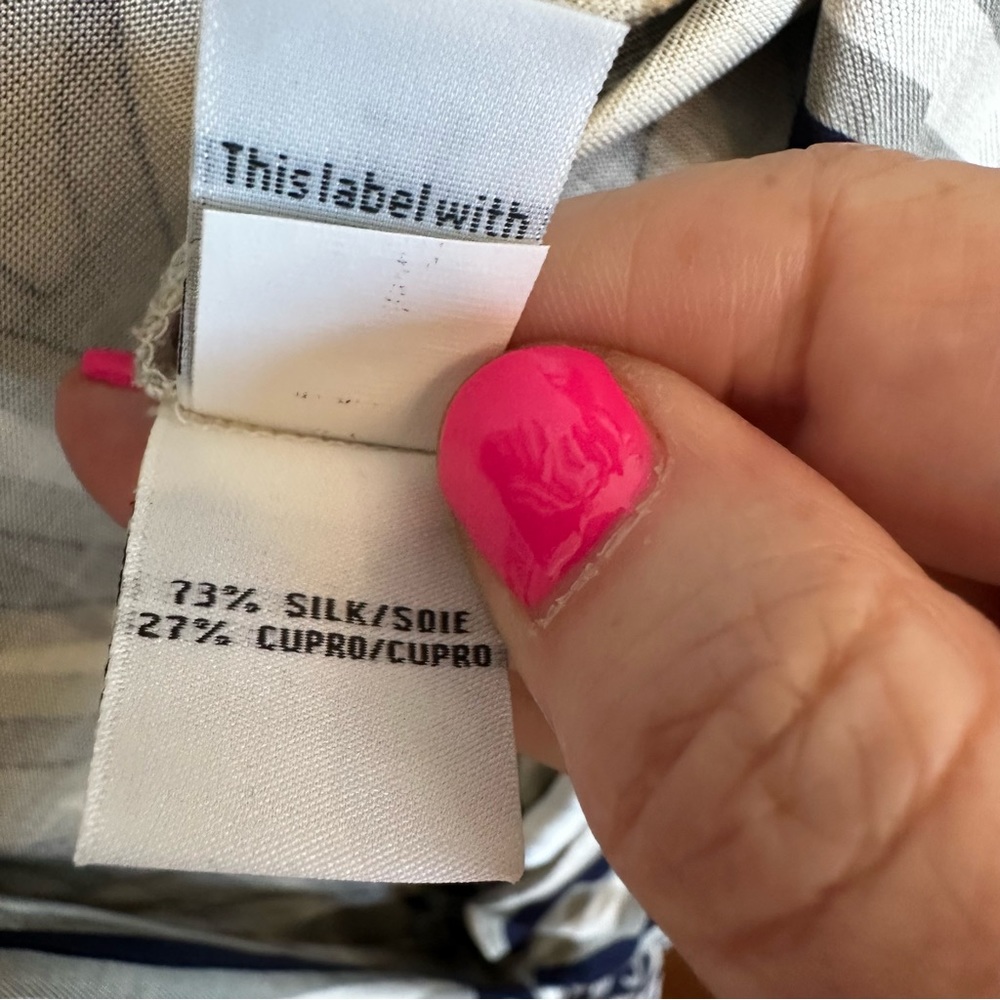 This label with
73% SILK/SOIE
27% CUPRO/CUPRO